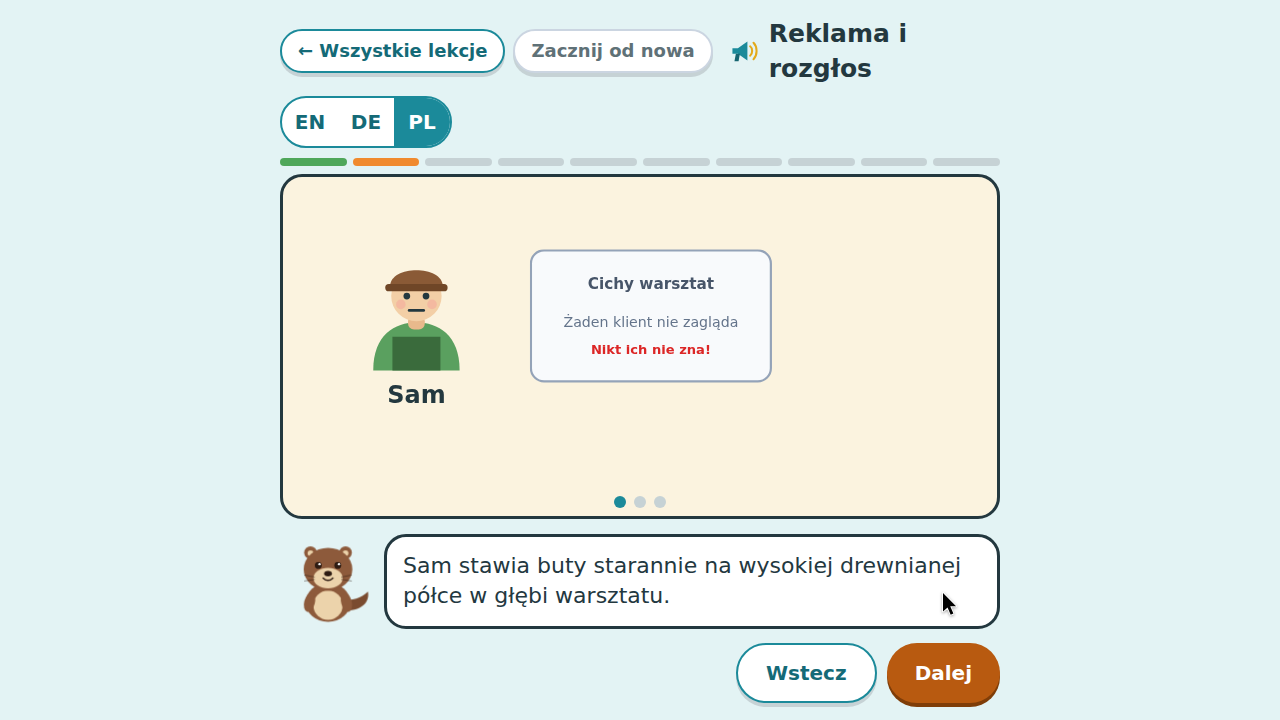 ← Wszystkie lekcje
Zacznij od nowa
Reklama i
rozgłos
EN DE PL
Cichy warsztat
Żaden klient nie zagląda
Nikt ich nie zna!
Sam
Sam stawia buty starannie na wysokiej drewnianej
półce w głębi warsztatu.
Wstecz
Dalej